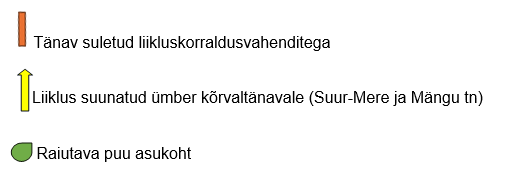 Tänav suletud liikluskorraldusvahenditega
Liiklus suunatud ümber kõrvaltänavale (Suur-Mere ja Mängu tn)
Raiutava puu asukoht